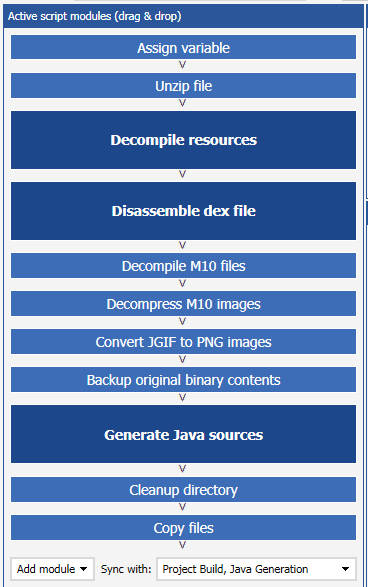 Active script modules (drag & drop)
Assign variable
v
Unzip file
v
Decompile resources
v
Disassemble dex file
v
Decompile M10 files
v
Decompress M10 images
v
Convert JGIF to PNG images
v
Backup original binary contents
v
Generate Java sources
v
Cleanup directory
v
Copy files
v
Add module Sync with: Project Build, Java Generation